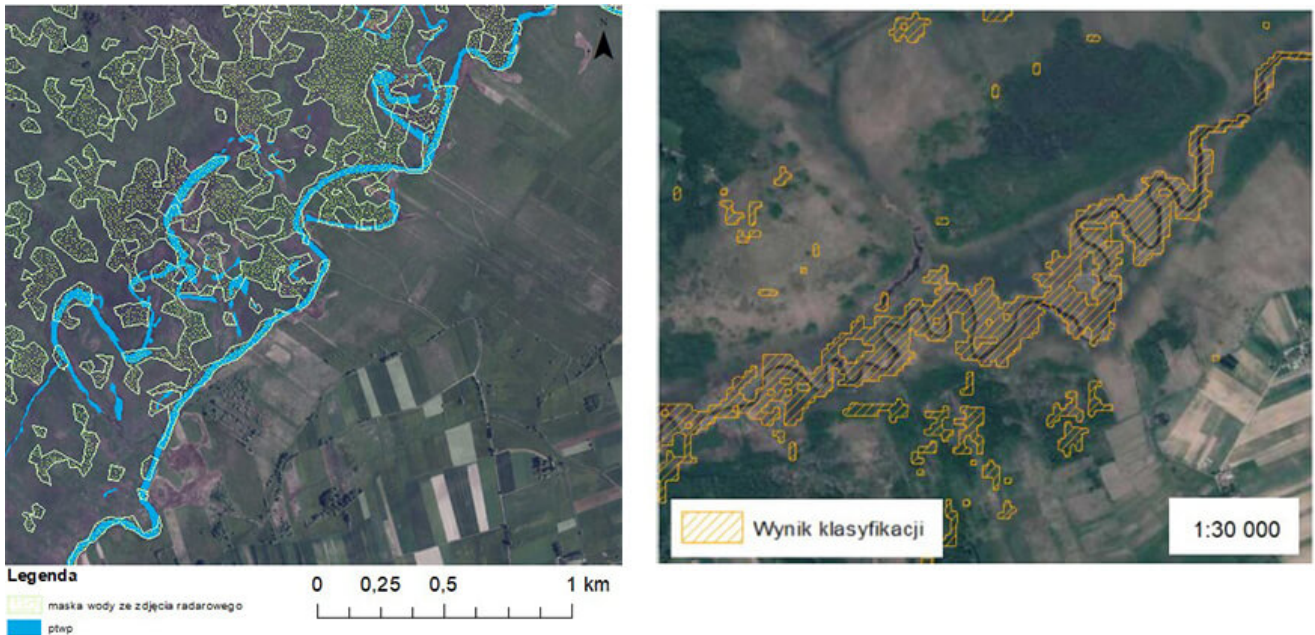 N
Legenda
maska wody ze zdjęcia radarowego
ptwp
0 0,25 0,5 1 km
Wynik klasyfikacji
1:30 000